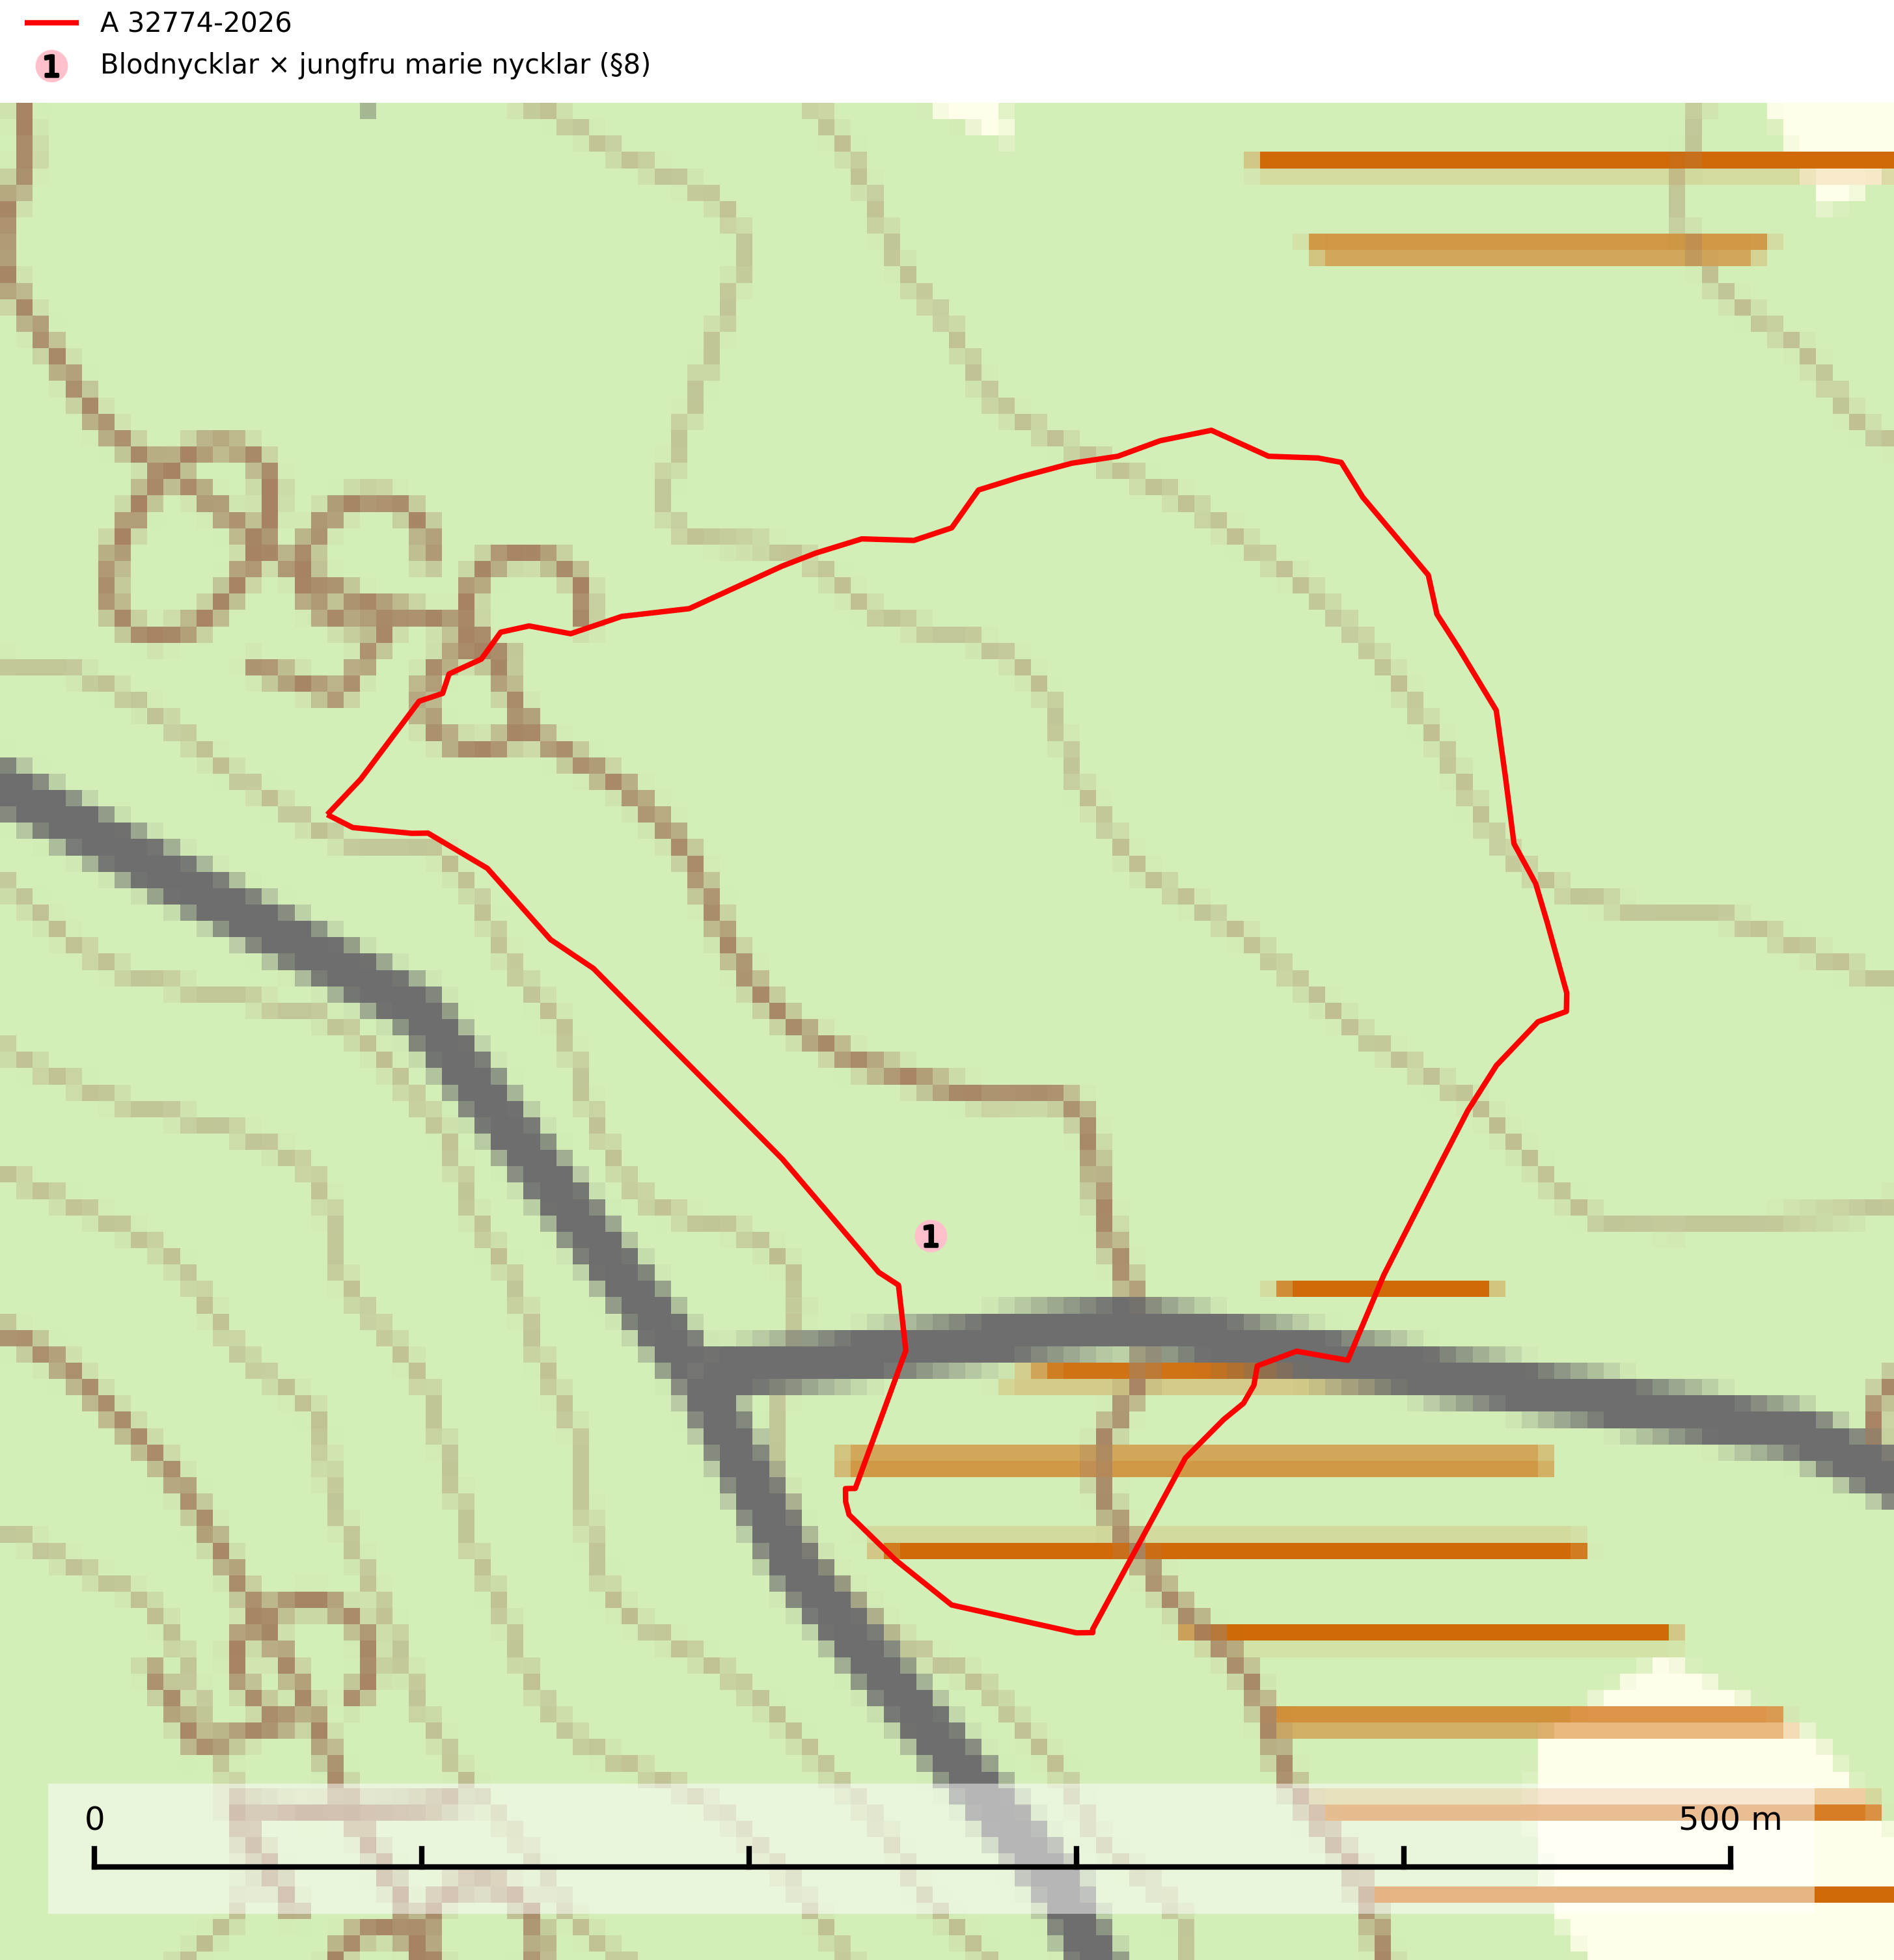 A 32774-2026
1 Blodnycklar × jungfru marie nycklar (§8)
1
0 500 m